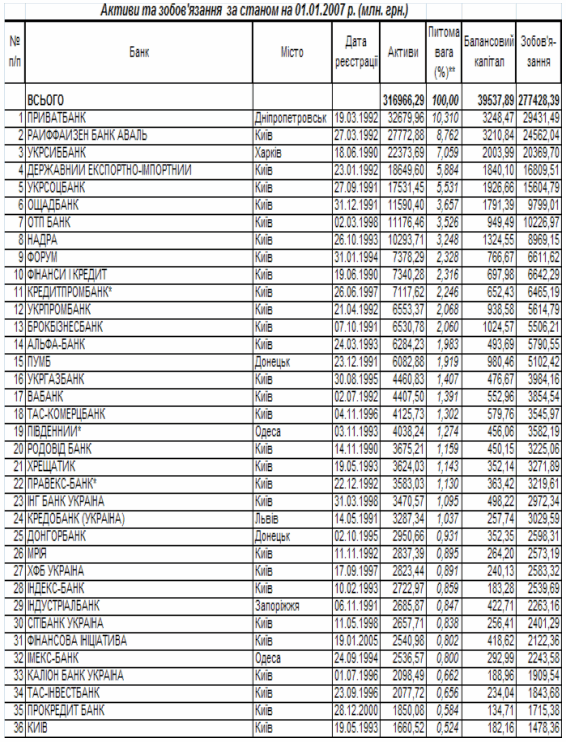 Активи та зобов'язання за станом на 01.01.2007 р. (млн. грн.)
№ п/п Банк Місто Дата реєстрації Активи Питома вага (%)** Балансовий капітал Зобов'я-зання
ВСЬОГО 316966,29 100,00 39537,89 277428,39
1 ПРИВАТБАНК Дніпропетровськ 19.03.1992 32679,96 10,310 3248,47 29431,49
2 РАЙФФАЙЗЕН БАНК АВАЛЬ Київ 27.03.1992 27772,88 8,762 3210,84 24562,04
3 УКРСИББАНК Харків 18.06.1990 22373,69 7,059 2003,99 20369,70
4 ДЕРЖАВНИЙ ЕКСПОРТНО-ІМПОРТНИЙ Київ 23.01.1992 18649,60 5,884 1840,10 16809,51
5 УКРСОЦБАНК Київ 27.09.1991 17531,45 5,531 1926,66 15604,79
6 ОЩАДБАНК Київ 31.12.1991 11590,40 3,657 1791,39 9799,01
7 ОТП БАНК Київ 02.03.1998 11176,46 3,526 949,49 10226,97
8 НАДРА Київ 26.10.1993 10293,71 3,248 1324,55 8969,15
9 ФОРУМ Київ 31.01.1994 7378,29 2,328 766,67 6611,62
10 ФІНАНСИ І КРЕДИТ Київ 19.06.1990 7340,28 2,316 697,98 6642,29
11 КРЕДИТПРОМБАНК* Київ 26.06.1997 7117,62 2,246 652,43 6465,19
12 УКРПРОМБАНК Київ 21.04.1992 6553,37 2,068 938,58 5614,79
13 БРОКБІЗНЕСБАНК Київ 07.10.1991 6530,78 2,060 1024,57 5506,21
14 АЛЬФА-БАНК Київ 24.03.1993 6284,23 1,983 493,69 5790,55
15 ПУМБ Донецьк 23.12.1991 6082,88 1,919 980,46 5102,42
16 УКРГАЗБАНК Київ 30.08.1995 4460,83 1,407 476,67 3984,16
17 ВАБАНК Київ 02.07.1992 4407,50 1,391 552,96 3854,54
18 ТАС-КОМЕРЦБАНК Київ 04.11.1996 4125,73 1,302 579,76 3545,97
19 ПІВДЕННИЙ* Одеса 03.11.1993 4038,24 1,274 456,06 3582,19
20 РОДОВІД БАНК Київ 14.11.1990 3675,21 1,159 450,15 3225,06
21 ХРЕЩАТИК Київ 19.05.1993 3624,03 1,143 352,14 3271,89
22 ПРАВЕКС-БАНК* Київ 22.12.1992 3583,03 1,130 363,42 3219,61
23 ІНГ БАНК УКРАЇНА Київ 31.03.1998 3470,57 1,095 498,22 2972,34
24 КРЕДОБАНК (УКРАЇНА) Львів 14.05.1991 3287,34 1,037 257,74 3029,59
25 ДОНГОРБАНК Донецьк 02.10.1995 2950,66 0,931 352,35 2598,31
26 МРІЯ Київ 11.11.1992 2837,39 0,895 264,20 2573,19
27 ХФБ УКРАЇНА Київ 17.09.1997 2823,44 0,891 240,13 2583,32
28 ІНДЕКС-БАНК Київ 10.02.1993 2722,97 0,859 183,28 2539,69
29 ІНДУСТРІАЛБАНК Запоріжжя 06.11.1991 2685,87 0,847 422,71 2263,16
30 СІТІБАНК УКРАЇНА Київ 11.05.1998 2657,71 0,838 256,41 2401,29
31 ФІНАНСОВА ІНІЦІАТИВА Київ 19.01.2005 2540,98 0,802 418,62 2122,36
32 ІМЕКС-БАНК Одеса 24.09.1994 2536,57 0,800 292,99 2243,58
33 КАЛІОН БАНК УКРАЇНА Київ 01.07.1996 2098,49 0,662 188,96 1909,54
34 ТАС-ІНВЕСТБАНК Київ 23.09.1996 2077,72 0,656 234,04 1843,68
35 ПРОКРЕДИТ БАНК Київ 28.12.2000 1850,08 0,584 134,71 1715,38
36 КИЇВ Київ 19.05.1993 1660,52 0,524 182,16 1478,36